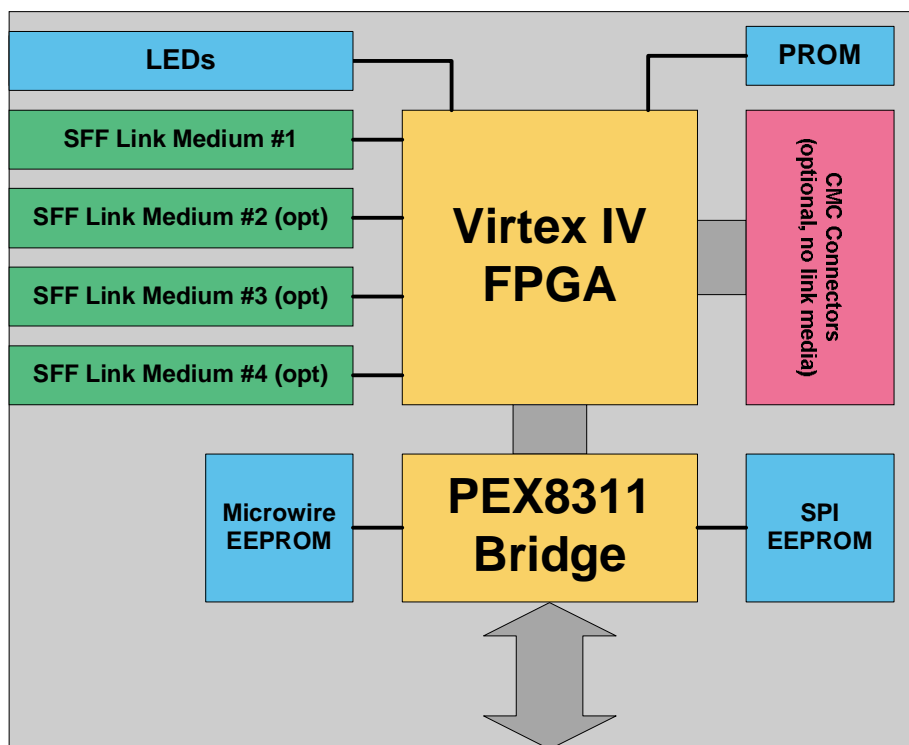 LEDs
PROM
SFF Link Medium #1
SFF Link Medium #2 (opt)
SFF Link Medium #3 (opt)
SFF Link Medium #4 (opt)
Virtex IV
FPGA
CMC Connectors
(optional, no link media)
Microwire
EEPROM
PEX8311
Bridge
SPI
EEPROM